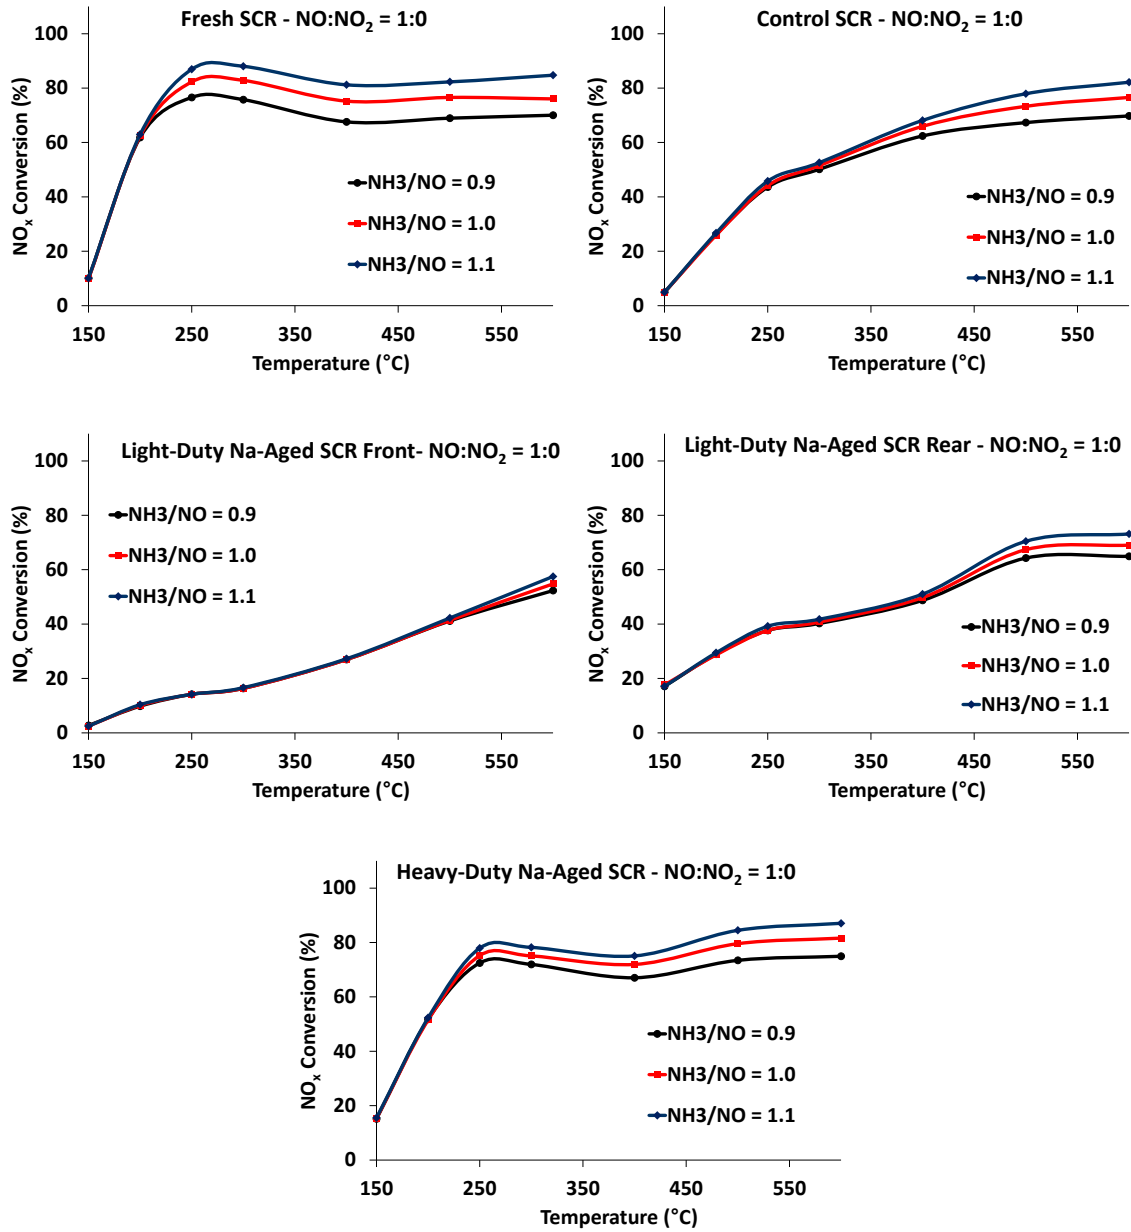 Fresh SCR - NO:NO₂ = 1:0
NOₓ Conversion (%)
100
80
60
40
20
0
NH3/NO = 0.9
NH3/NO = 1.0
NH3/NO = 1.1
150 250 350 450 550
Temperature (°C)
Control SCR - NO:NO₂ = 1:0
NOₓ Conversion (%)
100
80
60
40
20
0
NH3/NO = 0.9
NH3/NO = 1.0
NH3/NO = 1.1
150 250 350 450 550
Temperature (°C)
Light-Duty Na-Aged SCR Front- NO:NO₂ = 1:0
NOₓ Conversion (%)
100
80
60
40
20
0
NH3/NO = 0.9
NH3/NO = 1.0
NH3/NO = 1.1
150 250 350 450 550
Temperature (°C)
Light-Duty Na-Aged SCR Rear - NO:NO₂ = 1:0
NOₓ Conversion (%)
100
80
60
40
20
0
NH3/NO = 0.9
NH3/NO = 1.0
NH3/NO = 1.1
150 250 350 450 550
Temperature (°C)
Heavy-Duty Na-Aged SCR - NO:NO₂ = 1:0
NOₓ Conversion (%)
100
80
60
40
20
0
NH3/NO = 0.9
NH3/NO = 1.0
NH3/NO = 1.1
150 250 350 450 550
Temperature (°C)